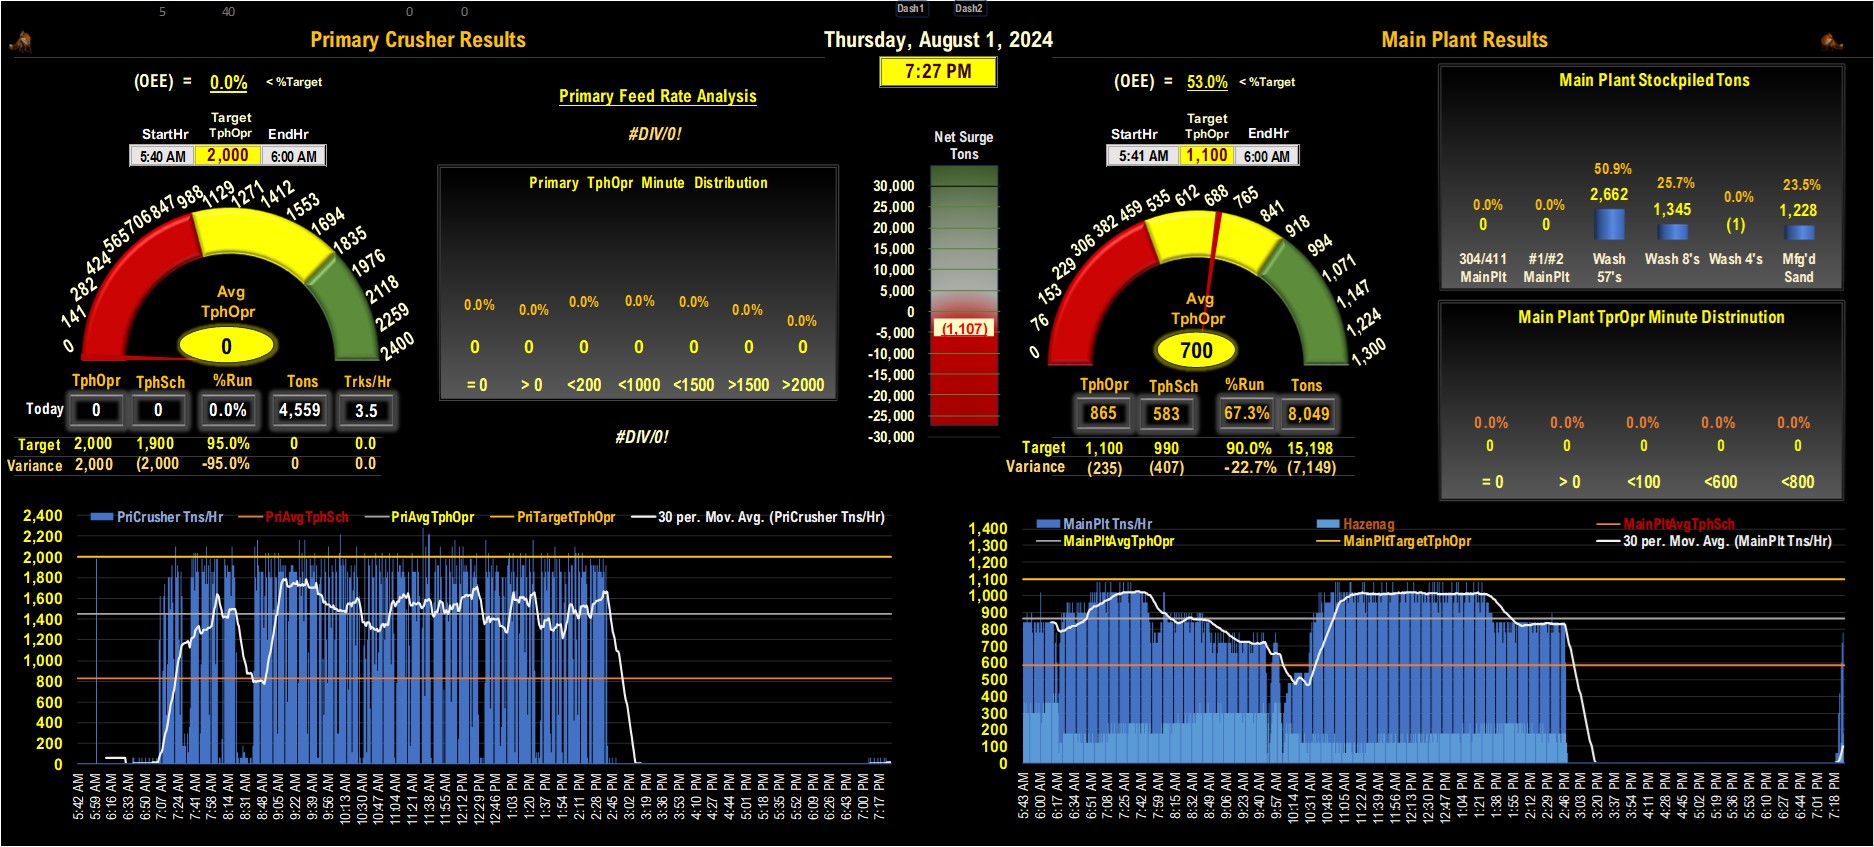 5 40 0 0 Dash1 Dash2
Primary Crusher Results
Thursday, August 1, 2024
Main Plant Results
7:27 PM
(OEE) = 0.0% < %Target
Target
StartHr TphOpr EndHr
5:40 AM 2,000 6:00 AM
0 141 282 424 565 706 847 988 1129 1271 1412 1553 1694 1835 1976 2118 2259 2400
Avg
TphOpr
0
TphOpr TphSch %Run Tons Trks/Hr
Today 0 0 0.0% 4,559 3.5
Target 2,000 1,900 95.0% 0 0.0
Variance 2,000 (2,000 -95.0% 0 0.0
Primary Feed Rate Analysis
#DIV/0!
Primary TphOpr Minute Distribution
0.0% 0.0% 0.0% 0.0% 0.0% 0.0% 0.0%
0 0 0 0 0 0 0
= 0 > 0 <200 <1000 <1500 >1500 >2000
#DIV/0!
Net Surge
Tons
30,000
25,000
20,000
15,000
10,000
5,000
0
-5,000
-10,000
-15,000
-20,000
-25,000
-30,000
(1,107)
(OEE) = 53.0% < %Target
Target
StartHr TphOpr EndHr
5:41 AM 1,100 6:00 AM
0 76 153 229 306 382 459 535 612 688 765 841 918 994 1,071 1,147 1,224 1,300
Avg
TphOpr
700
TphOpr TphSch %Run Tons
865 583 67.3% 8,049
Target 1,100 990 90.0% 15,198
Variance (235) (407) -22.7% (7,149)
Main Plant Stockpiled Tons
0.0% 0.0% 50.9% 25.7% 0.0% 23.5%
0 0 2,662 1,345 (1) 1,228
304/411 #1/#2 Wash Wash 8's Wash 4's Mfg'd
MainPlt MainPlt 57's Sand
Main Plant TprOpr Minute Distrinution
0.0% 0.0% 0.0% 0.0% 0.0%
0 0 0 0 0
= 0 > 0 <100 <600 <800
PriCrusher Tns/Hr PriAvgTphSch PriAvgTphOpr PriTargetTphOpr 30 per. Mov. Avg. (PriCrusher Tns/Hr)
2,400
2,200
2,000
1,800
1,600
1,400
1,200
1,000
800
600
400
200
0
5:42 AM 5:59 AM 6:16 AM 6:33 AM 6:50 AM 7:07 AM 7:24 AM 7:41 AM 7:58 AM 8:14 AM 8:31 AM 8:48 AM 9:05 AM 9:22 AM 9:39 AM 9:56 AM 10:13 AM 10:30 AM 10:47 AM 11:04 AM 11:21 AM 11:38 AM 11:55 AM 12:12 PM 12:29 PM 12:46 PM 1:03 PM 1:20 PM 1:37 PM 1:54 PM 2:11 PM 2:28 PM 2:45 PM 3:02 PM 3:19 PM 3:36 PM 3:53 PM 4:10 PM 4:27 PM 4:44 PM 5:01 PM 5:18 PM 5:35 PM 5:52 PM 6:09 PM 6:26 PM 6:43 PM 7:00 PM 7:17 PM
MainPlt Tns/Hr Hazenag MainPltAvgTphSch
MainPltAvgTphOpr MainPltTargetTphOpr 30 per. Mov. Avg. (MainPlt Tns/Hr)
1,400
1,300
1,200
1,100
1,000
900
800
700
600
500
400
300
200
100
0
5:43 AM 6:00 AM 6:17 AM 6:34 AM 6:51 AM 7:08 AM 7:25 AM 7:42 AM 7:59 AM 8:15 AM 8:32 AM 8:49 AM 9:06 AM 9:23 AM 9:40 AM 9:57 AM 10:14 AM 10:31 AM 10:48 AM 11:05 AM 11:22 AM 11:39 AM 11:56 AM 12:13 PM 12:30 PM 12:47 PM 1:04 PM 1:21 PM 1:38 PM 1:55 PM 2:12 PM 2:29 PM 2:46 PM 3:03 PM 3:20 PM 3:37 PM 3:54 PM 4:11 PM 4:28 PM 4:45 PM 5:02 PM 5:19 PM 5:36 PM 5:53 PM 6:10 PM 6:27 PM 6:44 PM 7:01 PM 7:18 PM